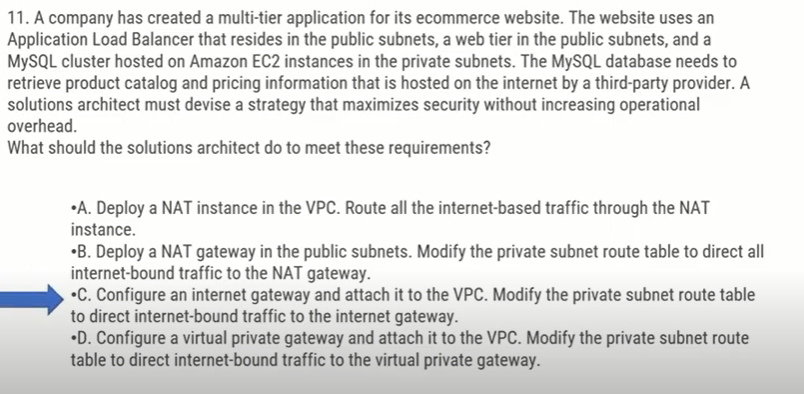 11. A company has created a multi-tier application for its ecommerce website. The website uses an
Application Load Balancer that resides in the public subnets, a web tier in the public subnets, and a
MySQL cluster hosted on Amazon EC2 instances in the private subnets. The MySQL database needs to
retrieve product catalog and pricing information that is hosted on the internet by a third-party provider. A
solutions architect must devise a strategy that maximizes security without increasing operational
overhead.
What should the solutions architect do to meet these requirements?
•A. Deploy a NAT instance in the VPC. Route all the internet-based traffic through the NAT
instance.
•B. Deploy a NAT gateway in the public subnets. Modify the private subnet route table to direct all
internet-bound traffic to the NAT gateway.
•C. Configure an internet gateway and attach it to the VPC. Modify the private subnet route table
to direct internet-bound traffic to the internet gateway.
•D. Configure a virtual private gateway and attach it to the VPC. Modify the private subnet route
table to direct internet-bound traffic to the virtual private gateway.